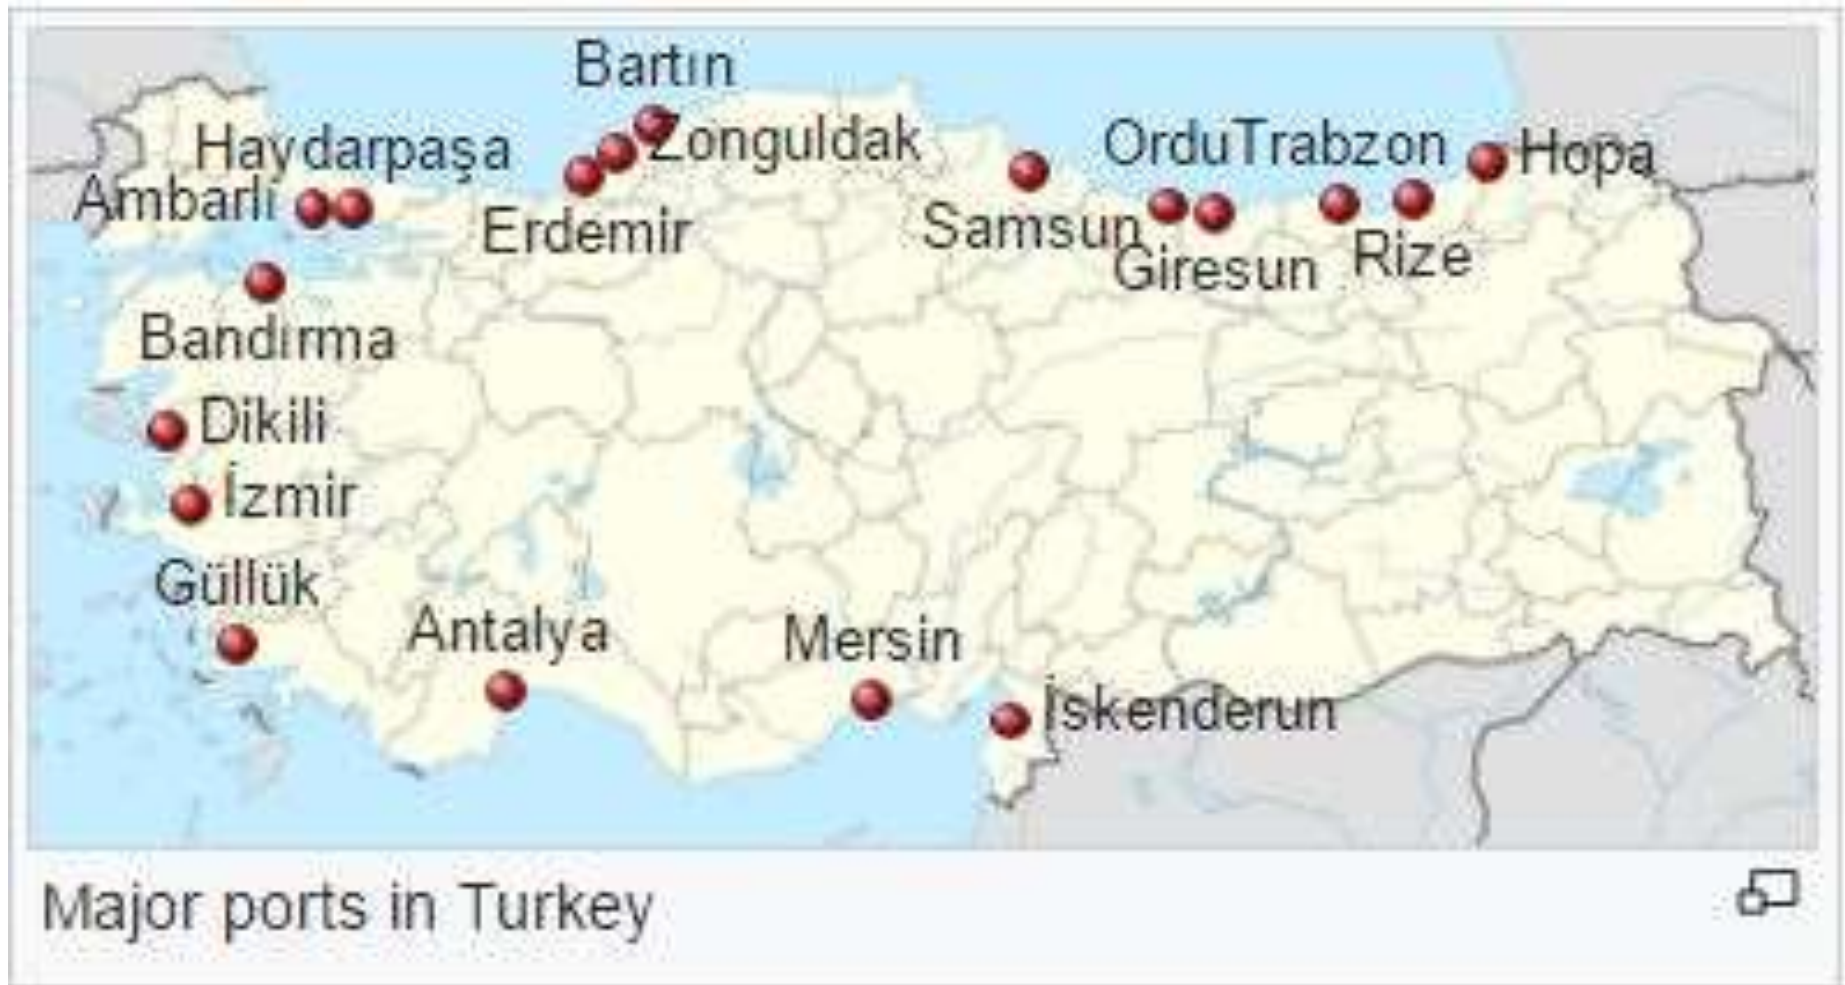 Bartın
Haydarpaşa
Zonguldak
OrduTrabzon
Hopa
Ambarlı
Erdemir
Samsun
Giresun
Rize
Bandırma
Dikili
İzmir
Güllük
Antalya
Mersin
İskenderun
Major ports in Turkey